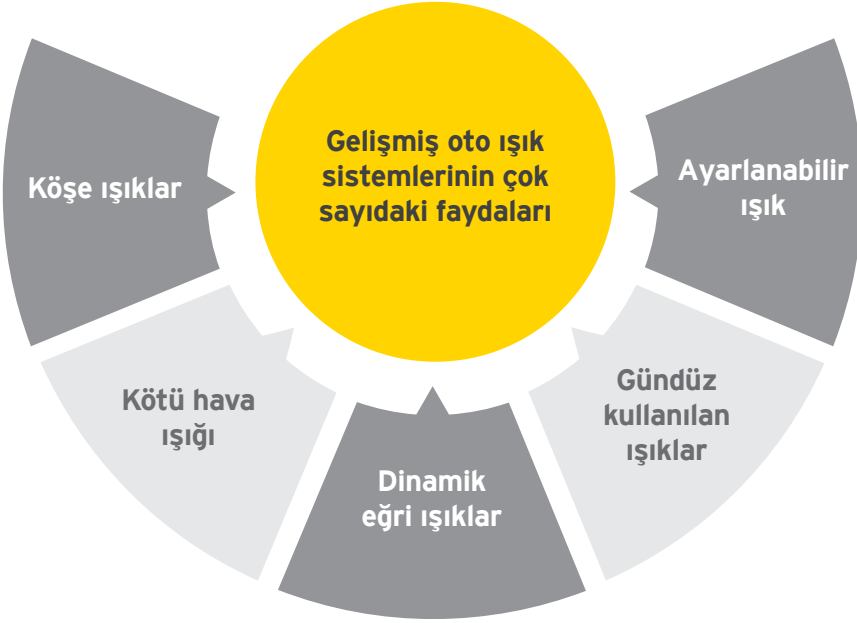 Gelişmiş oto ışık
sistemlerinin çok
sayıdaki faydaları
Köşe ışıklar
Kötü hava
ışığı
Dinamik
eğri ışıklar
Gündüz
kullanılan
ışıklar
Ayarlanabilir
ışık